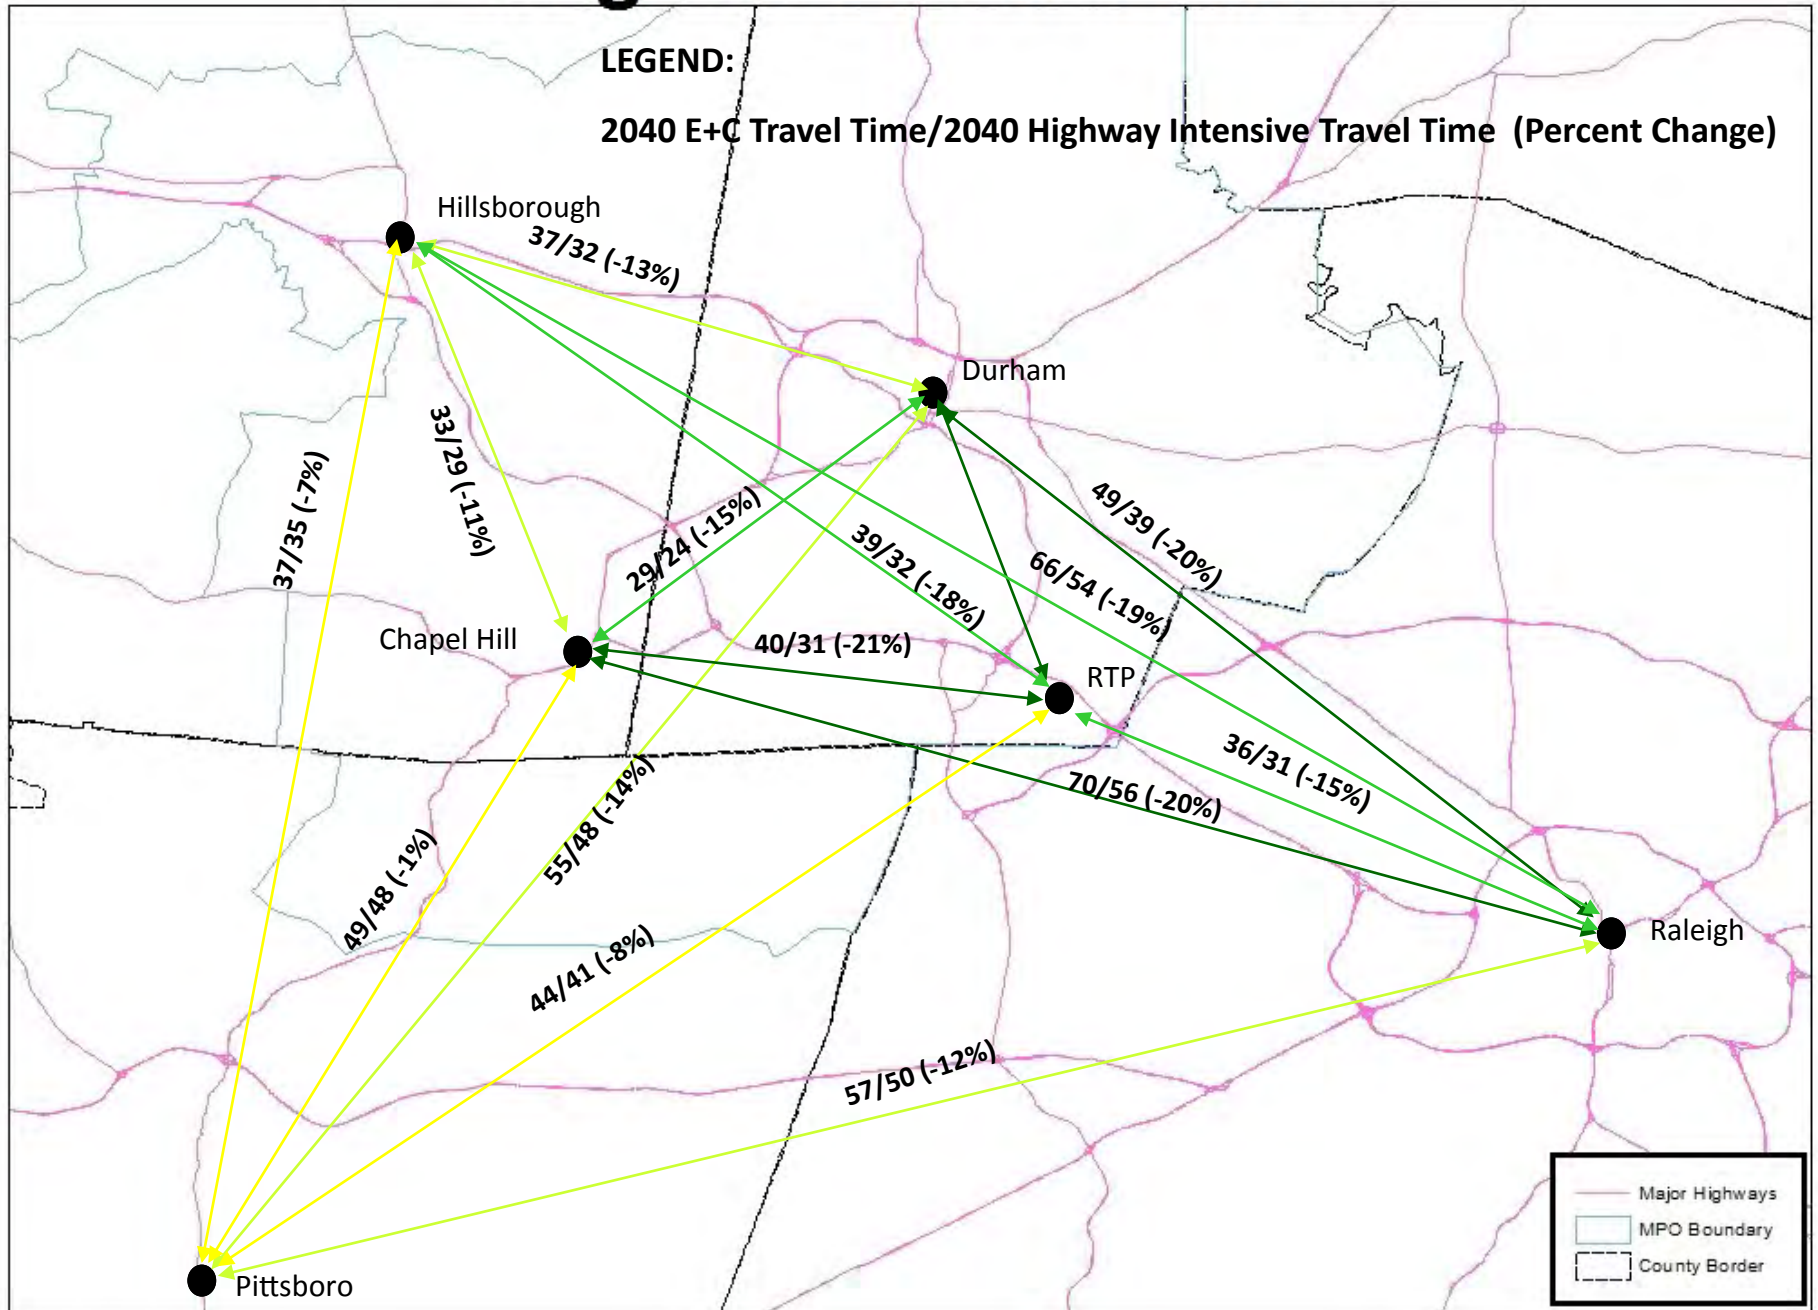 LEGEND:
2040 E+C Travel Time/2040 Highway Intensive Travel Time (Percent Change)
Hillsborough
37/32 (-13%)
Durham
33/29 (-11%)
37/35 (-7%)
29/24 (-15%)
39/32 (-18%)
49/39 (-20%)
66/54 (-19%)
Chapel Hill
40/31 (-21%)
RTP
36/31 (-15%)
70/56 (-20%)
55/48 (-14%)
49/48 (-1%)
44/41 (-8%)
Raleigh
57/50 (-12%)
Pittsboro
Major Highways
MPO Boundary
County Border